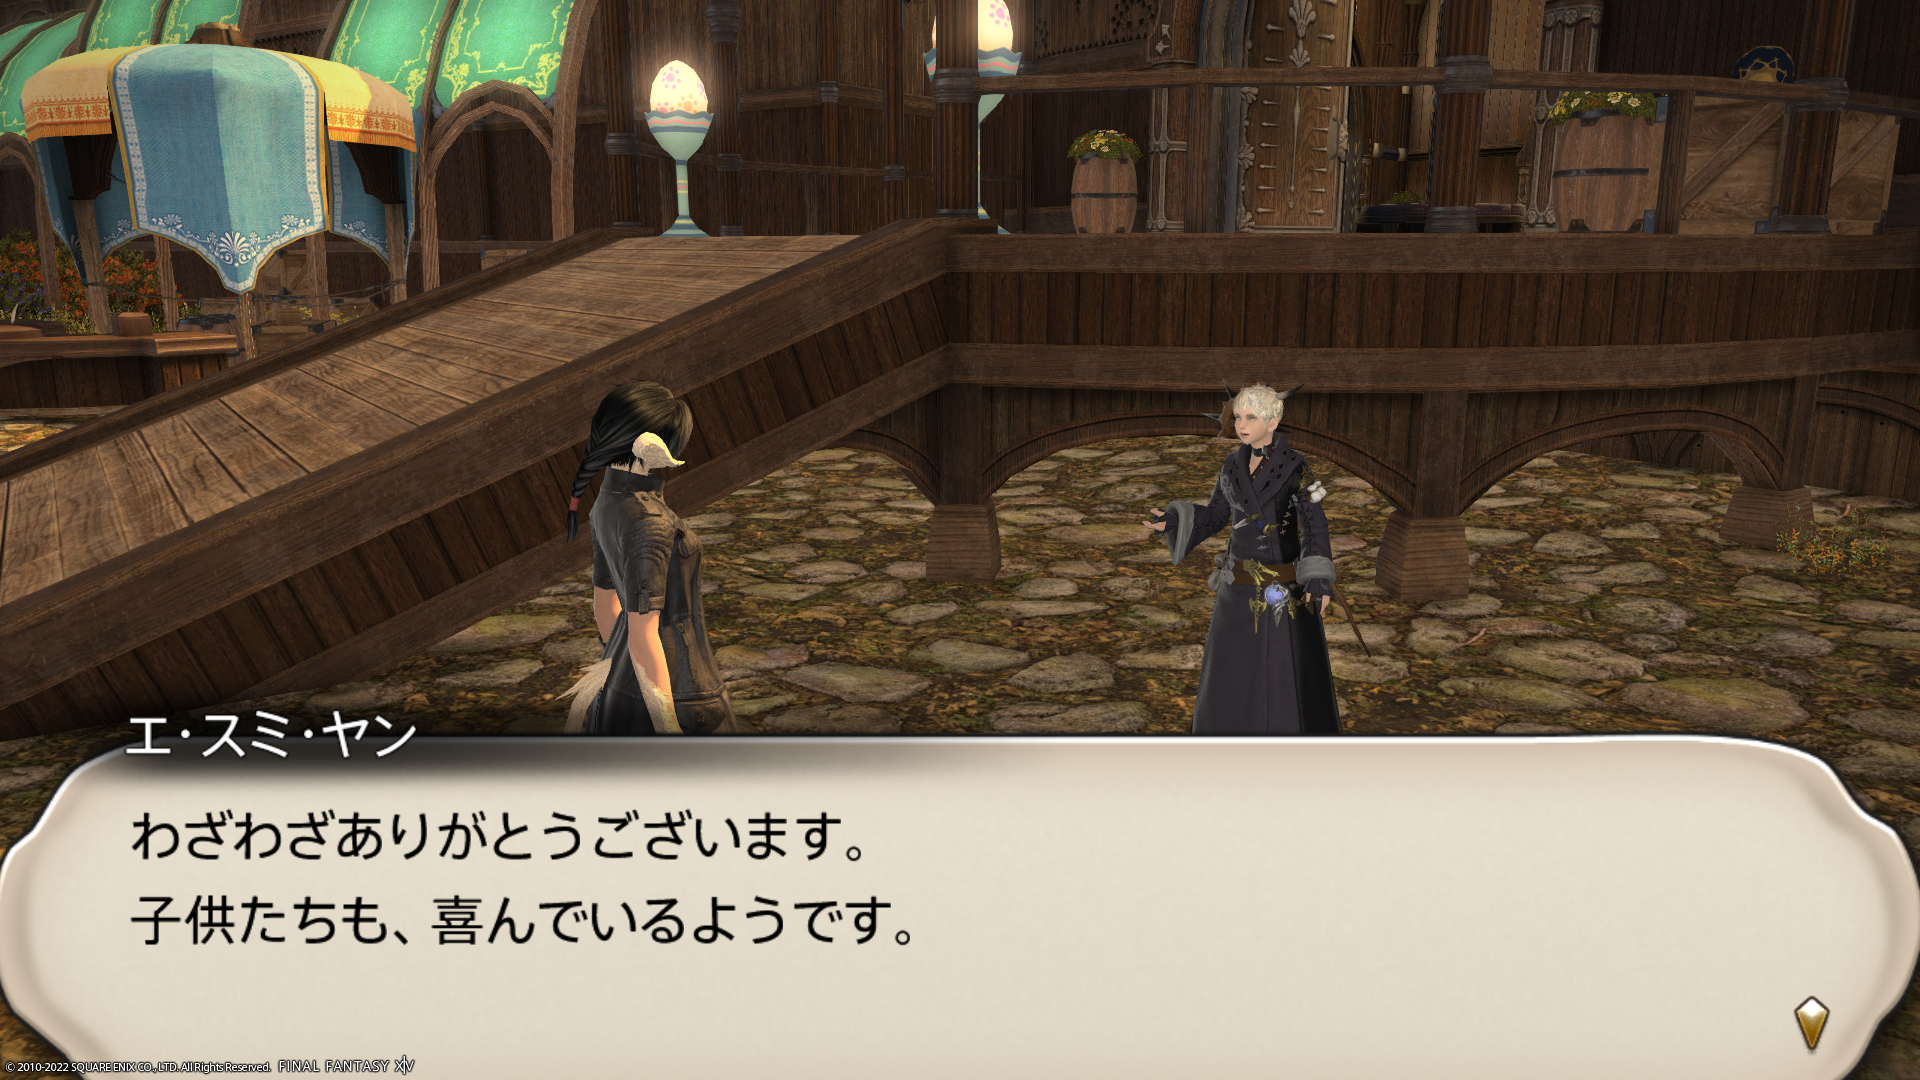 エ・スミ・ヤン
わざわざありがとうございます。
子供たちも、喜んでいるようです。
© 2010-2022 SQUARE ENIX CO., LTD. All Rights Reserved. FINAL FANTASY XIV